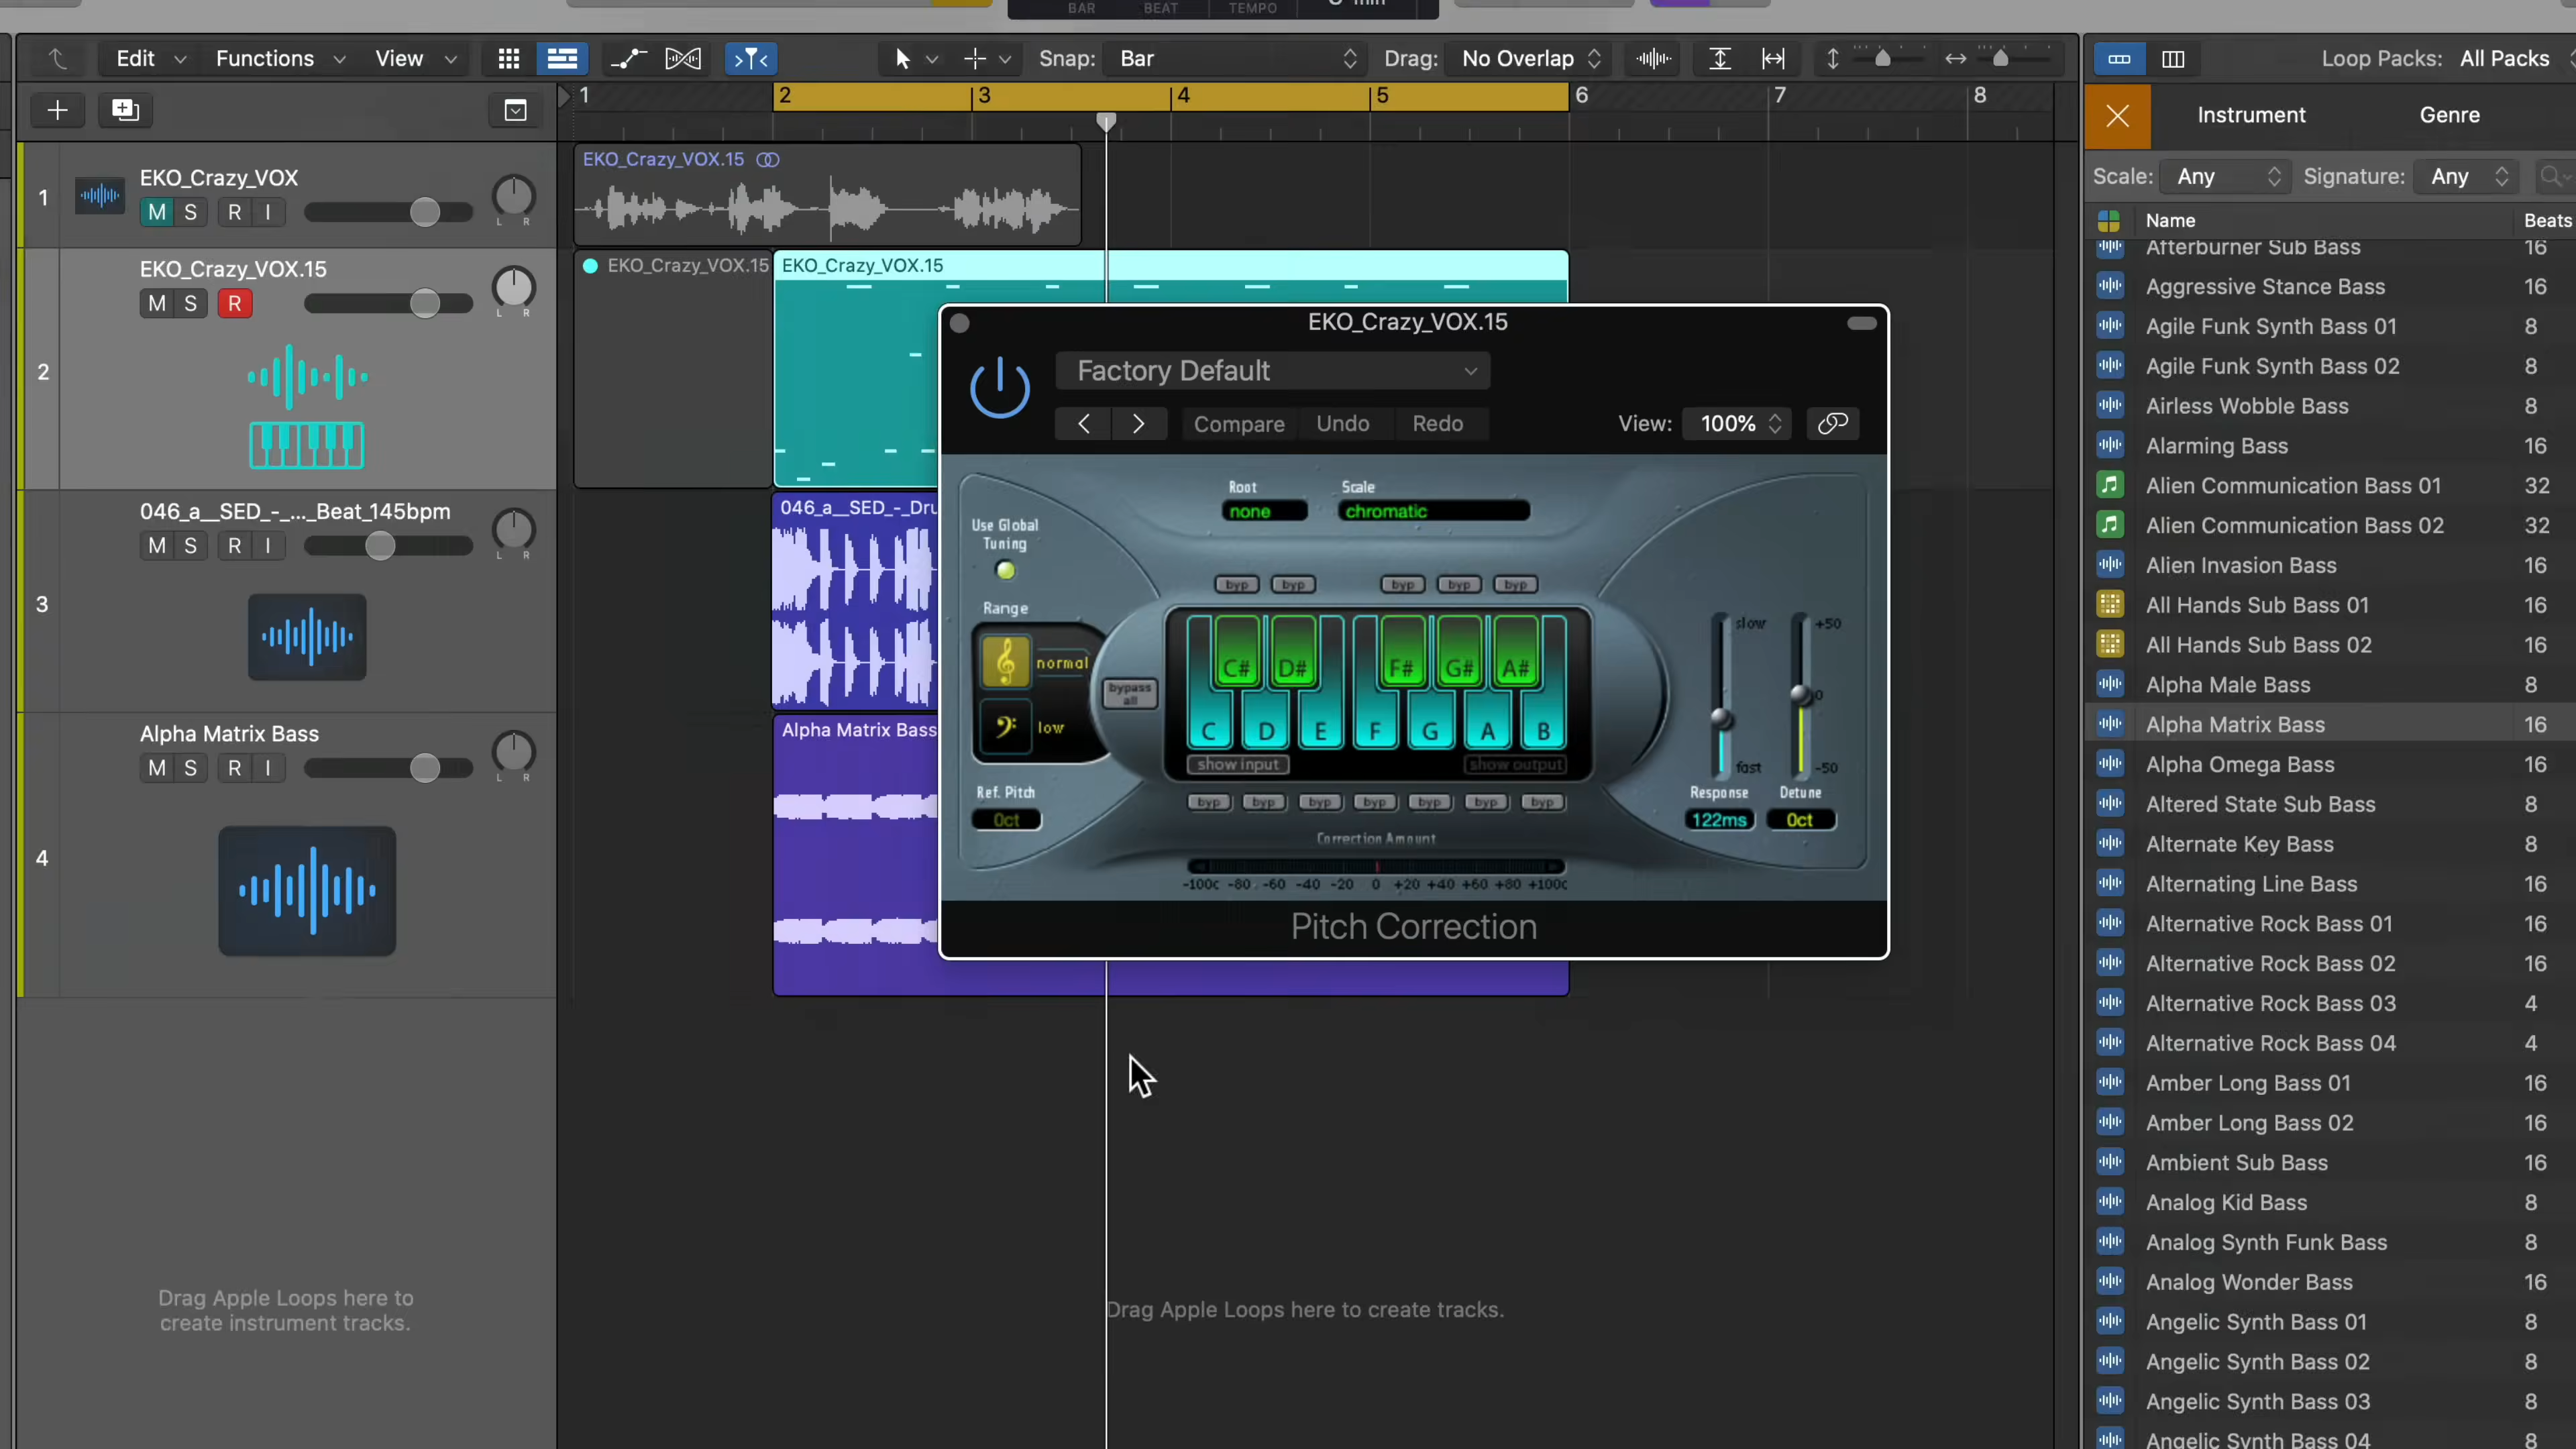 BAR BEAT TEMPO
Edit Functions View Snap: Bar Drag: No Overlap Loop Packs: All Packs
1 2 3 4 5 6 7 8
Instrument Genre
Scale: Any Signature: Any
Name Beats
1 EKO_Crazy_VOX
M S R I
L R
EKO_Crazy_VOX.15
2 EKO_Crazy_VOX.15
M S R
L R
EKO_Crazy_VOX.15
EKO_Crazy_VOX.15
3 046_a__SED_-_..._Beat_145bpm
M S R I
L R
046_a__SED_-_Dru
4 Alpha Matrix Bass
M S R I
L R
Alpha Matrix Bass
Drag Apple Loops here to
create instrument tracks.
Drag Apple Loops here to create tracks.
EKO_Crazy_VOX.15
Factory Default
Compare Undo Redo View: 100%
Root Scale
none chromatic
Use Global
Tuning
byp byp byp byp byp
Range
normal
low
bypass
all
C# D# F# G# A#
C D E F G A B
show input show output
byp byp byp byp byp byp byp
Ref. Pitch
0ct
slow +50
0
fast -50
Response Detune
122ms 0ct
Correction Amount
-100c -80 -60 -40 -20 0 +20 +40 +60 +80 +100c
Pitch Correction
Afterburner Sub Bass 16
Aggressive Stance Bass 16
Agile Funk Synth Bass 01 8
Agile Funk Synth Bass 02 8
Airless Wobble Bass 8
Alarming Bass 16
Alien Communication Bass 01 32
Alien Communication Bass 02 32
Alien Invasion Bass 16
All Hands Sub Bass 01 16
All Hands Sub Bass 02 16
Alpha Male Bass 8
Alpha Matrix Bass 16
Alpha Omega Bass 16
Altered State Sub Bass 8
Alternate Key Bass 8
Alternating Line Bass 16
Alternative Rock Bass 01 16
Alternative Rock Bass 02 16
Alternative Rock Bass 03 4
Alternative Rock Bass 04 4
Amber Long Bass 01 16
Amber Long Bass 02 16
Ambient Sub Bass 16
Analog Kid Bass 8
Analog Synth Funk Bass 8
Analog Wonder Bass 16
Angelic Synth Bass 01 8
Angelic Synth Bass 02 8
Angelic Synth Bass 03 8
Angelic Synth Bass 04 8